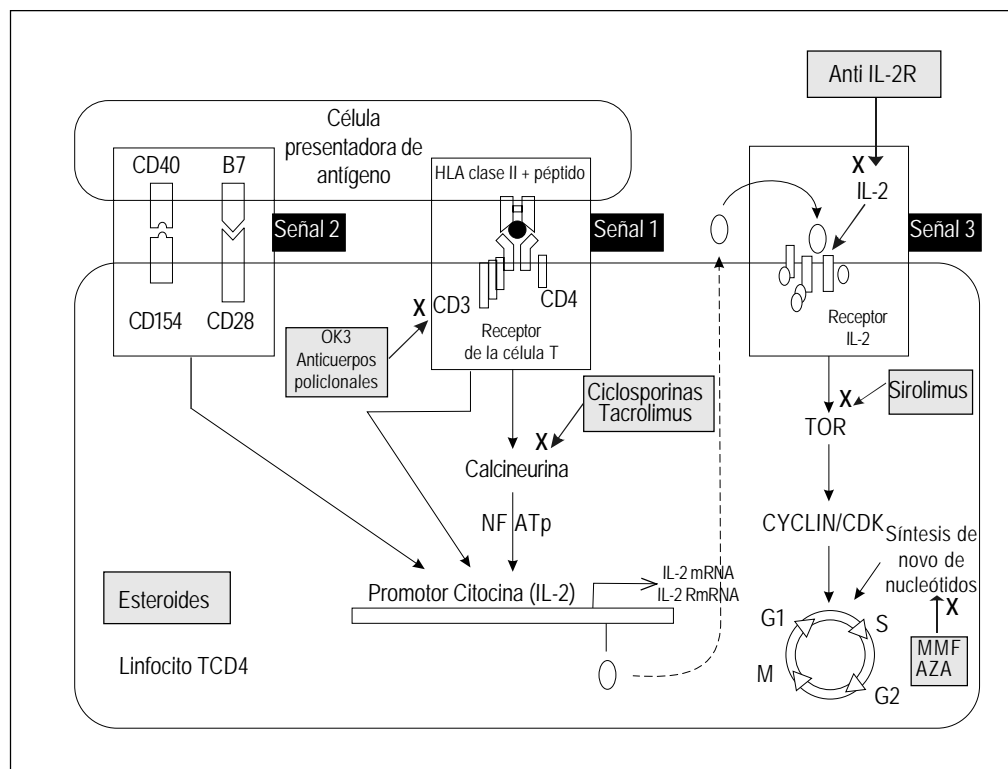 Anti IL-2R
Célula
presentadora de
antígeno
CD40
B7
HLA clase II + péptido
X
IL-2
Señal 2
Señal 1
Señal 3
CD154
CD28
X
CD3
CD4
Receptor
de la célula T
Receptor
IL-2
OK3
Anticuerpos
policlonales
Ciclosporinas
Tacrolimus
X
Calcineurina
X
Sirolimus
TOR
NF ATp
CYCLIN/CDK
Síntesis de
novo de
nucleótidos
Promotor Citocina (IL-2)
IL-2 mRNA
IL-2 RmRNA
X
Esteroides
Linfocito TCD4
G1
S
M
G2
MMF
AZA